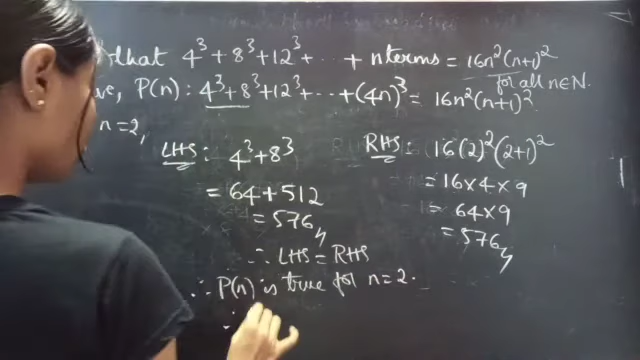 that 4³ + 8³ + 12³ + ... + n terms = 16n²(n+1)²
for all n∈N.
ve, P(n) : 4³ + 8³ + 12³ + ... + (4n)³ = 16n²(n+1)²
n = 2,
LHS : 4³ + 8³
= 64 + 512
= 576
RHS : 16(2)²(2+1)²
= 16 × 4 × 9
= 64 × 9
= 576
∴ LHS = RHS
∴ P(n) is true for n = 2.
∴